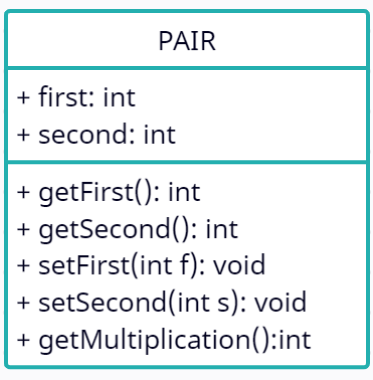 PAIR
+ first: int
+ second: int
+ getFirst(): int
+ getSecond(): int
+ setFirst(int f): void
+ setSecond(int s): void
+ getMultiplication():int